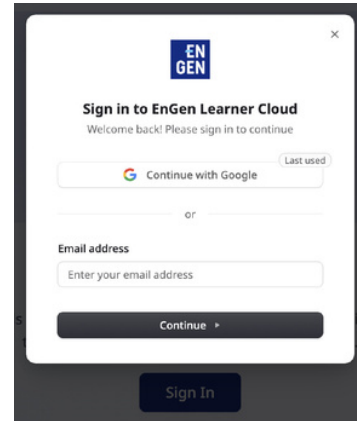 EN
GEN
Sign in to EnGen Learner Cloud
Welcome back! Please sign in to continue
Last used
Continue with Google
or
Email address
Enter your email address
Continue
s
t
Sign In